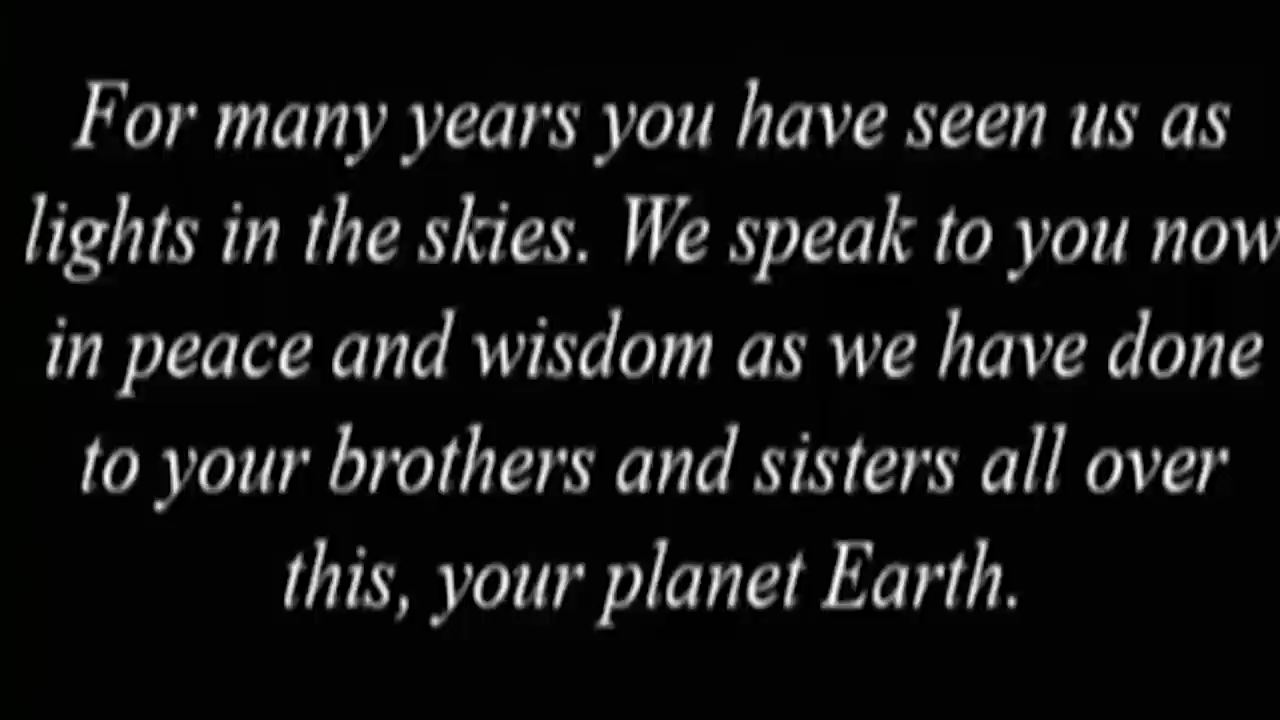 For many years you have seen us as
lights in the skies. We speak to you now
in peace and wisdom as we have done
to your brothers and sisters all over
this, your planet Earth.